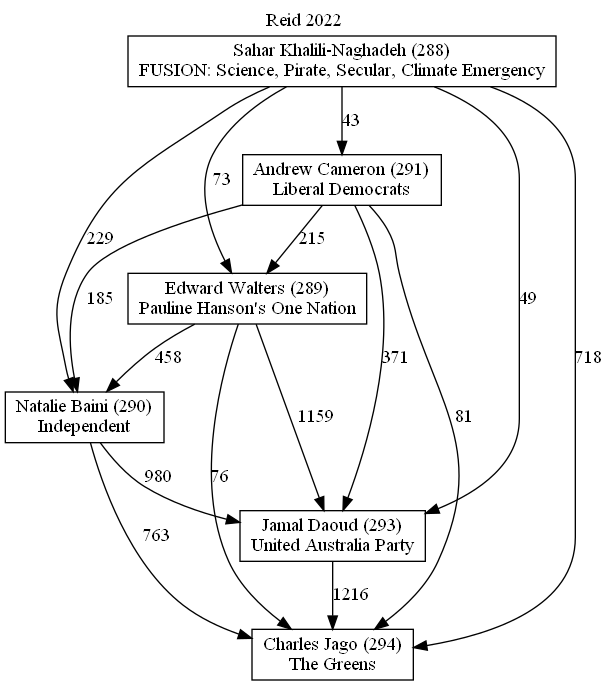 Reid 2022
Sahar Khalili-Naghadeh (288)
FUSION: Science, Pirate, Secular, Climate Emergency
43
Andrew Cameron (291)
Liberal Democrats
73
215
229
185
Edward Walters (289)
Pauline Hanson's One Nation
49
718
458
371
Natalie Baini (290)
Independent
1159
81
980
76
763
Jamal Daoud (293)
United Australia Party
1216
Charles Jago (294)
The Greens